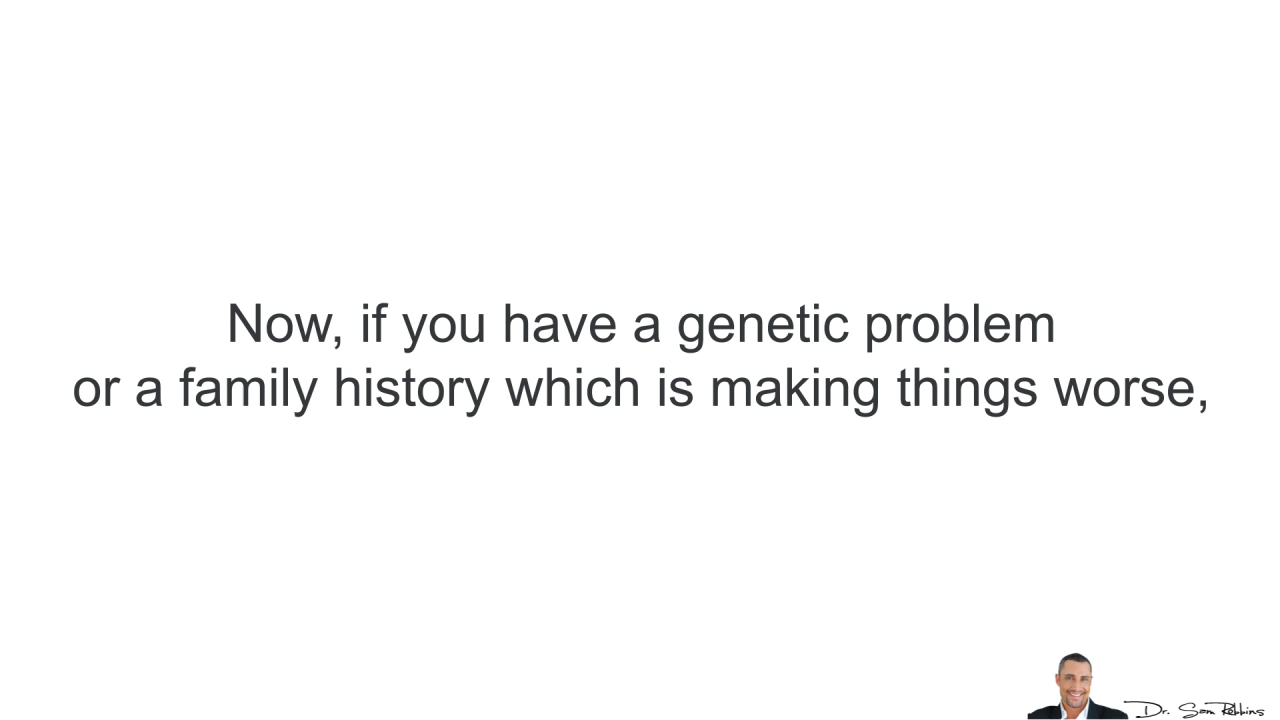 Now, if you have a genetic problem
or a family history which is making things worse,
Dr. Sam Robbins